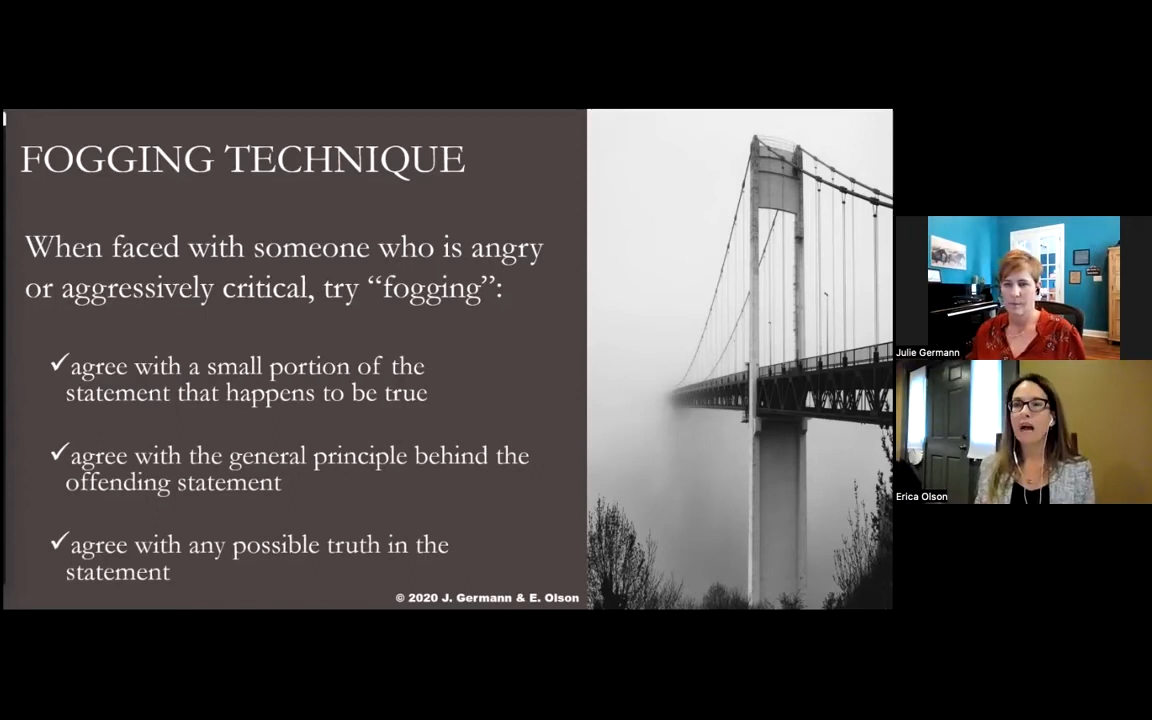 FOGGING TECHNIQUE
When faced with someone who is angry
or aggressively critical, try “fogging”:
✓agree with a small portion of the
statement that happens to be true
✓agree with the general principle behind the
offending statement
✓agree with any possible truth in the
statement
© 2020 J. Germann & E. Olson
Julie Germann
Erica Olson